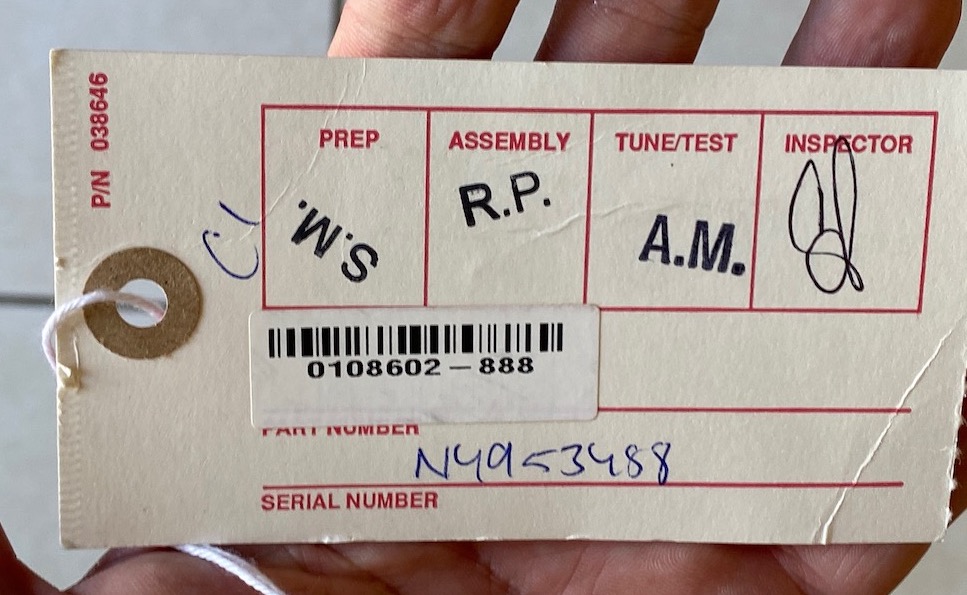 P/N 038646
PREP ASSEMBLY TUNE/TEST INSPECTOR
S.M. R.P. A.M.
0108602-888
PART NUMBER
N4953488
SERIAL NUMBER